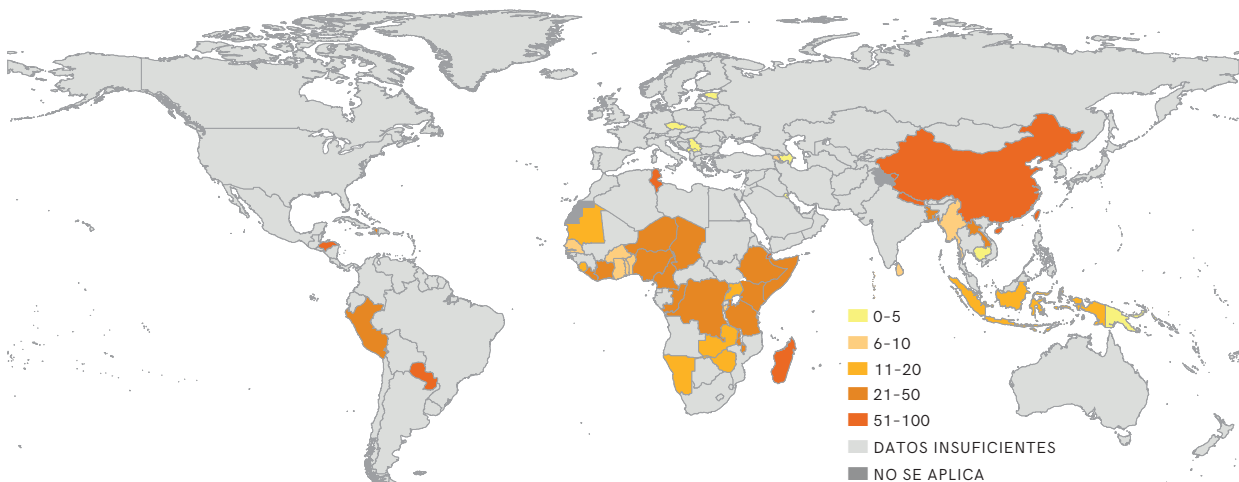 0–5
6–10
11–20
21–50
51–100
DATOS INSUFICIENTES
NO SE APLICA